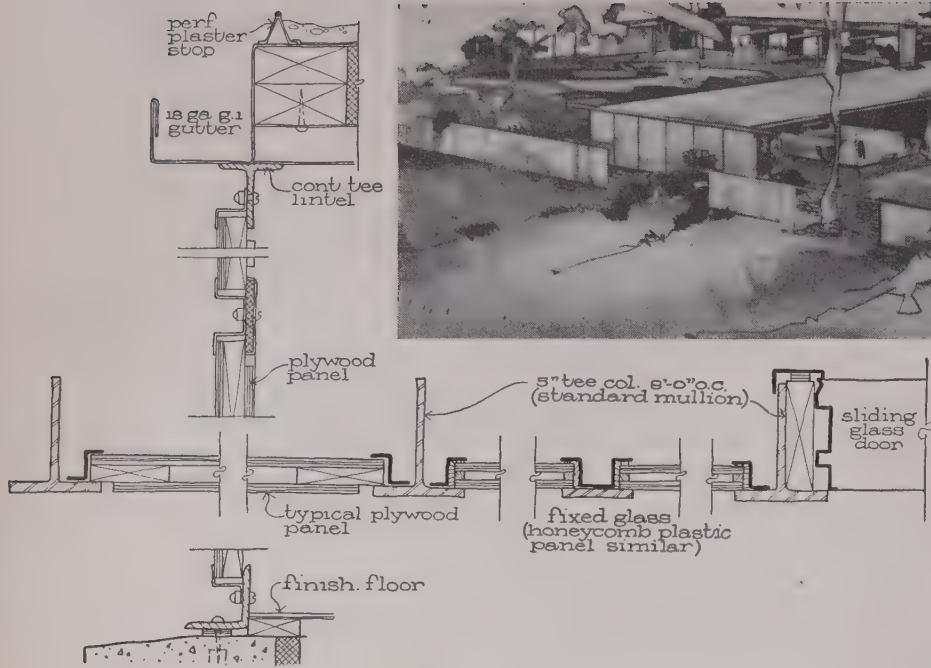 perf
plaster
stop
18 ga g.i
gutter
cont tee
lintel
plywood
panel
5" tee col. 8'-0" o.c.
(standard mullion)
sliding
glass
door
typical plywood
panel
fixed glass
(honeycomb plastic
panel similar)
finish. floor